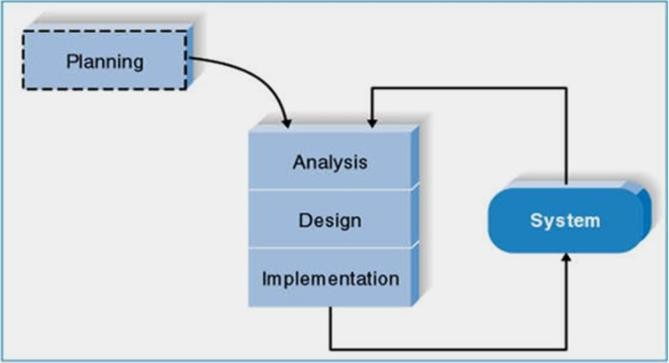 Planning
Analysis
Design
System
Implementation